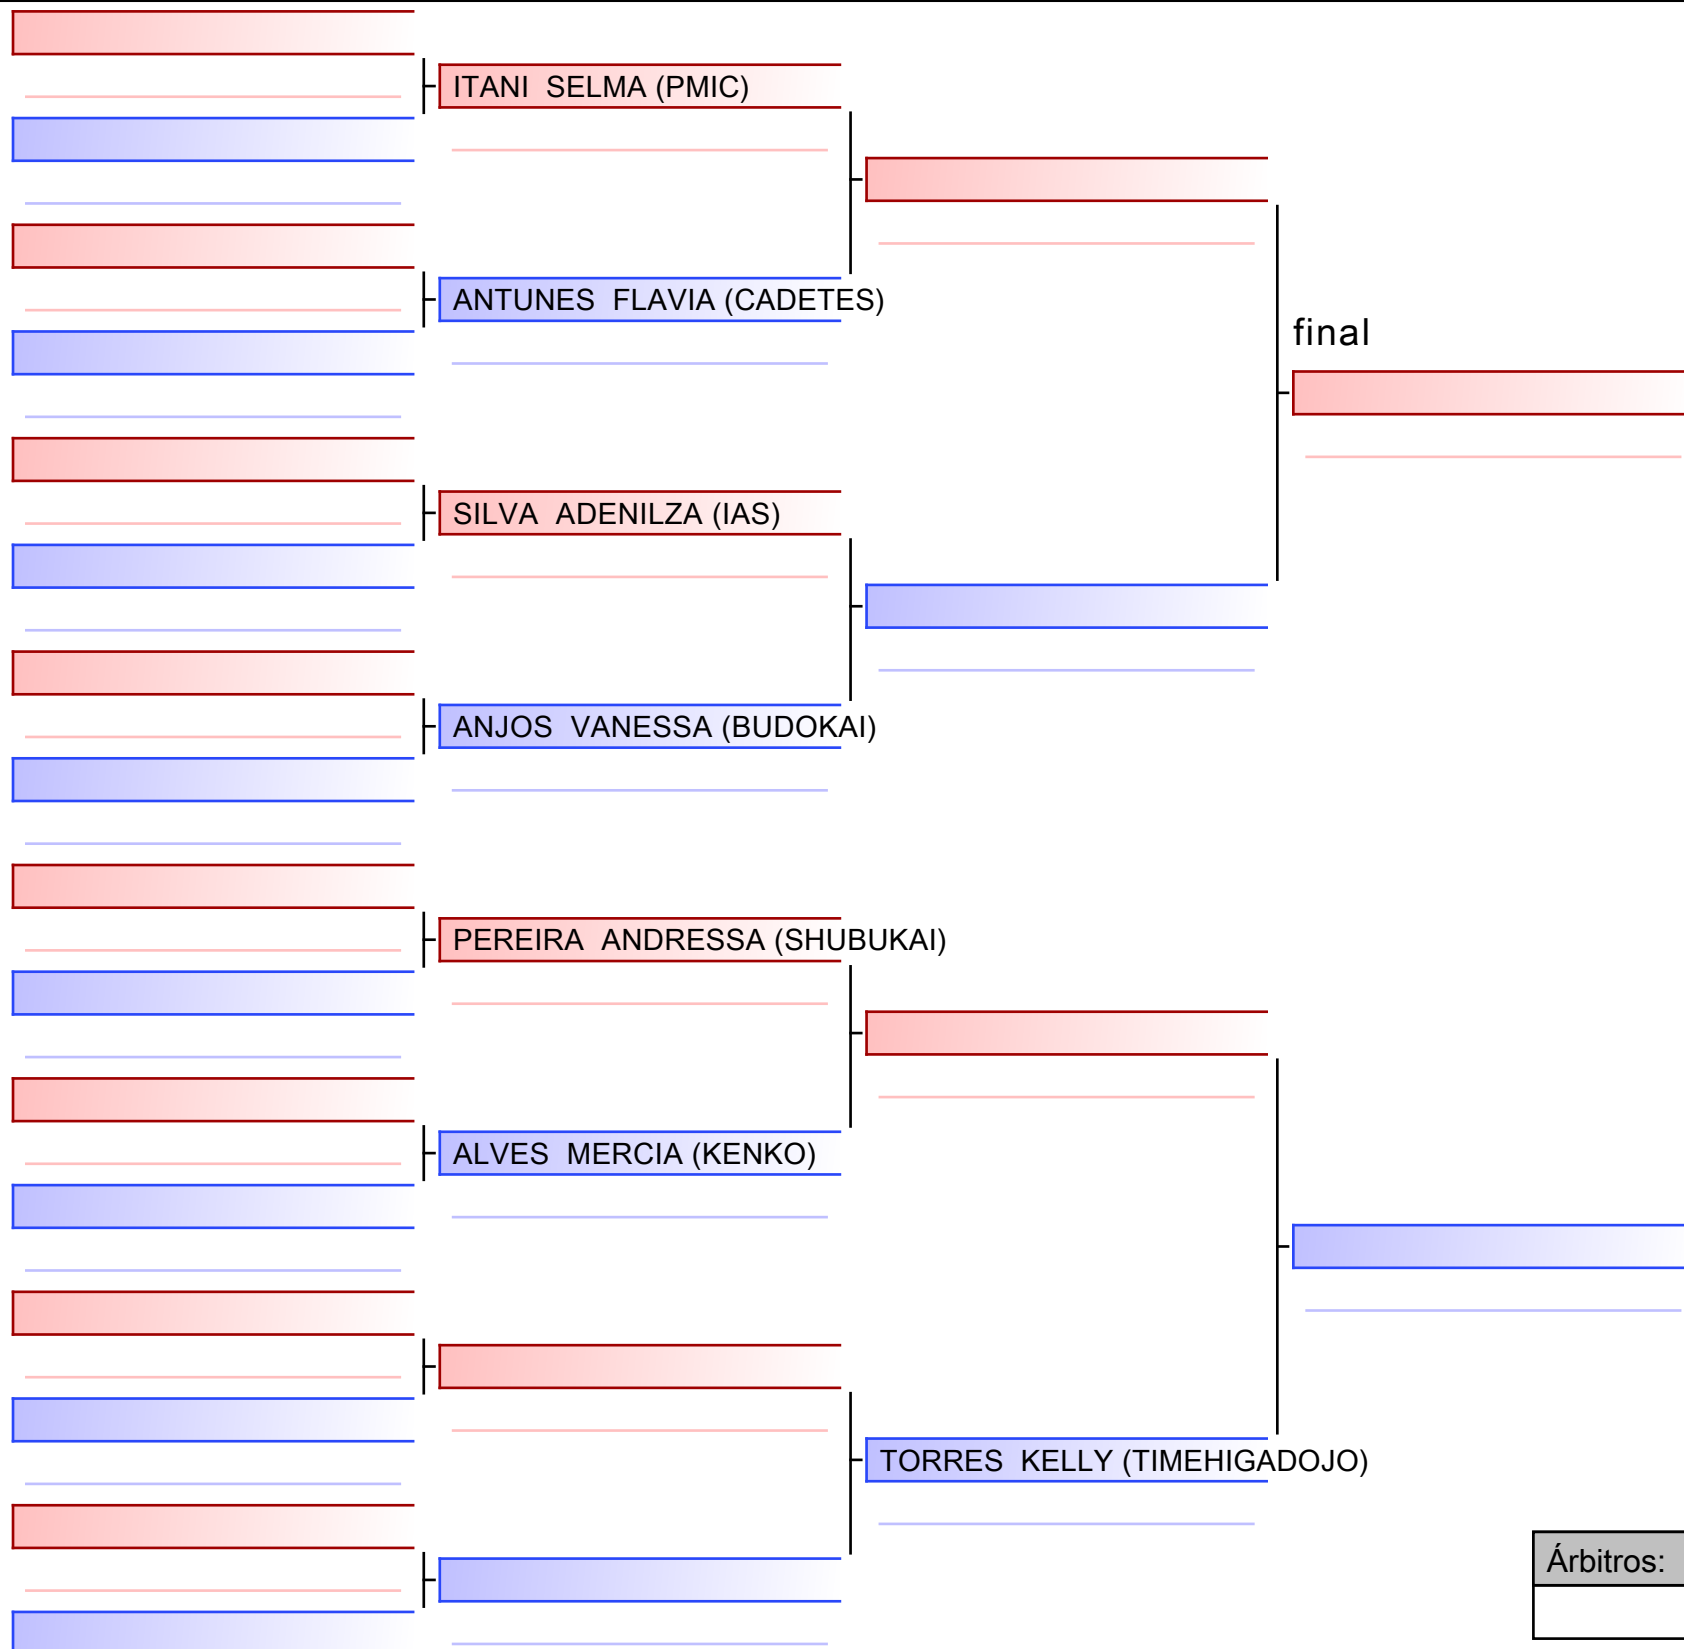 ITANI  SELMA (PMIC)
ANTUNES  FLAVIA (CADETES)
final
SILVA  ADENILZA (IAS)
ANJOS  VANESSA (BUDOKAI)
PEREIRA  ANDRESSA (SHUBUKAI)
ALVES  MERCIA (KENKO)
TORRES  KELLY (TIMEHIGADOJO)
Árbitros: